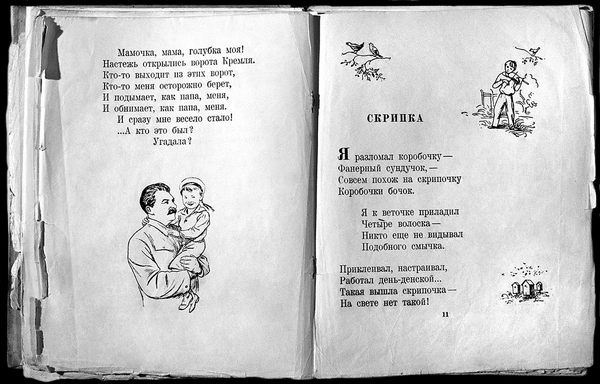 Мамочка, мама, голубка моя!
Настежь открылись ворота Кремля.
Кто-то выходит из этих ворот,
Кто-то меня осторожно берет,
И подымает, как папа, меня,
И обнимает, как папа, меня.
И сразу мне весело стало!
...А кто это был?
Угадала?
СКРИПКА
Я разломал коробочку—
Фанерный сундучок,—
Совсем похож на скрипочку
Коробочки бочок.
Я к веточке приладил
Четыре волоска—
Никто еще не видывал
Подобного смычка.
Приклеивал, настраивал,
Работал день-денской...
Такая вышла скрипочка—
На свете нет такой!
11